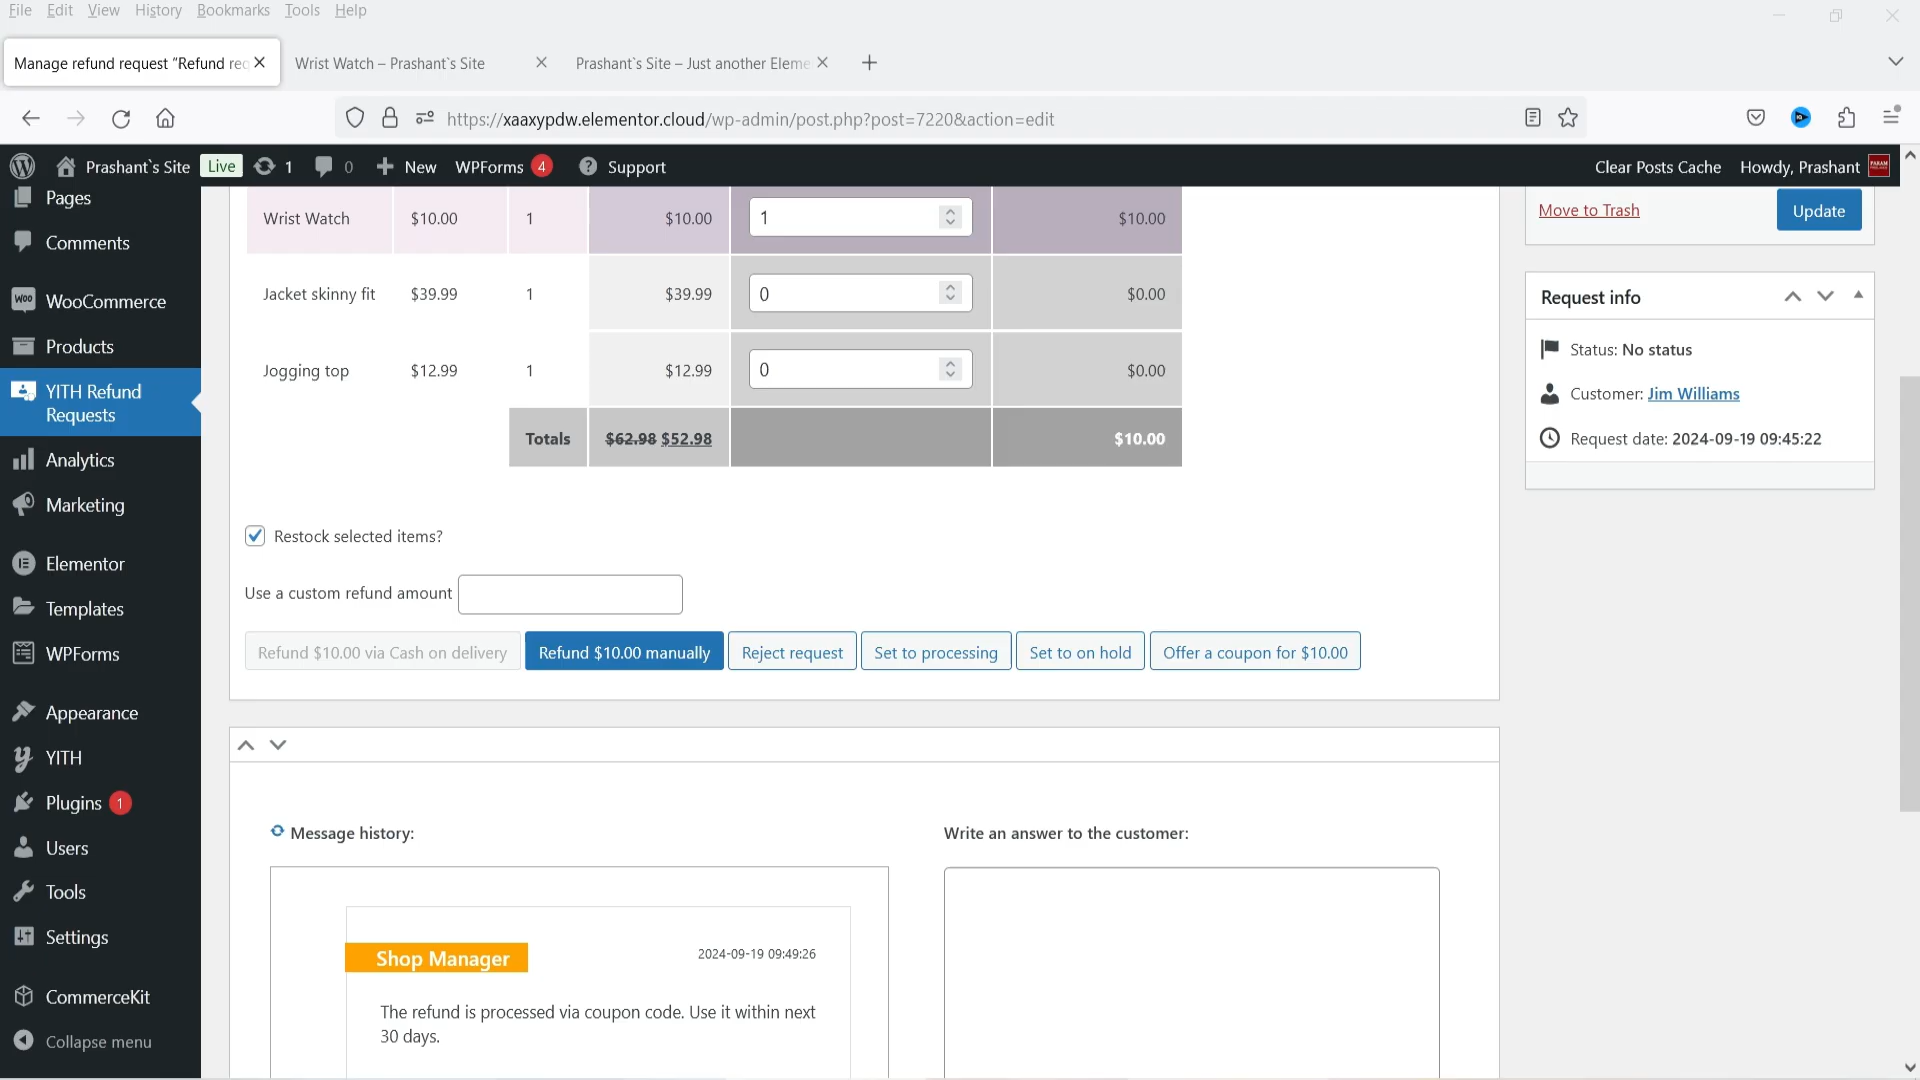 File Edit View History Bookmarks Tools Help
Manage refund request “Refund req
Wrist Watch – Prashant`s Site
Prashant`s Site – Just another Eleme
https://xaaxypdw.elementor.cloud/wp-admin/post.php?post=7220&action=edit
Prashant`s Site Live 1 0 New WPForms 4 Support Clear Posts Cache Howdy, Prashant
Pages
Comments
WooCommerce
Products
YITH Refund
Requests
Analytics
Marketing
Elementor
Templates
WPForms
Appearance
YITH
Plugins 1
Users
Tools
Settings
CommerceKit
Collapse menu
Wrist Watch $10.00 1 $10.00 1 $10.00
Jacket skinny fit $39.99 1 $39.99 0 $0.00
Jogging top $12.99 1 $12.99 0 $0.00
Totals $62.98 $52.98 $10.00
Restock selected items?
Use a custom refund amount
Refund $10.00 via Cash on delivery Refund $10.00 manually Reject request Set to processing Set to on hold Offer a coupon for $10.00
Message history:
Shop Manager 2024-09-19 09:49:26
The refund is processed via coupon code. Use it within next
30 days.
Write an answer to the customer:
Move to Trash Update
Request info
Status: No status
Customer: Jim Williams
Request date: 2024-09-19 09:45:22